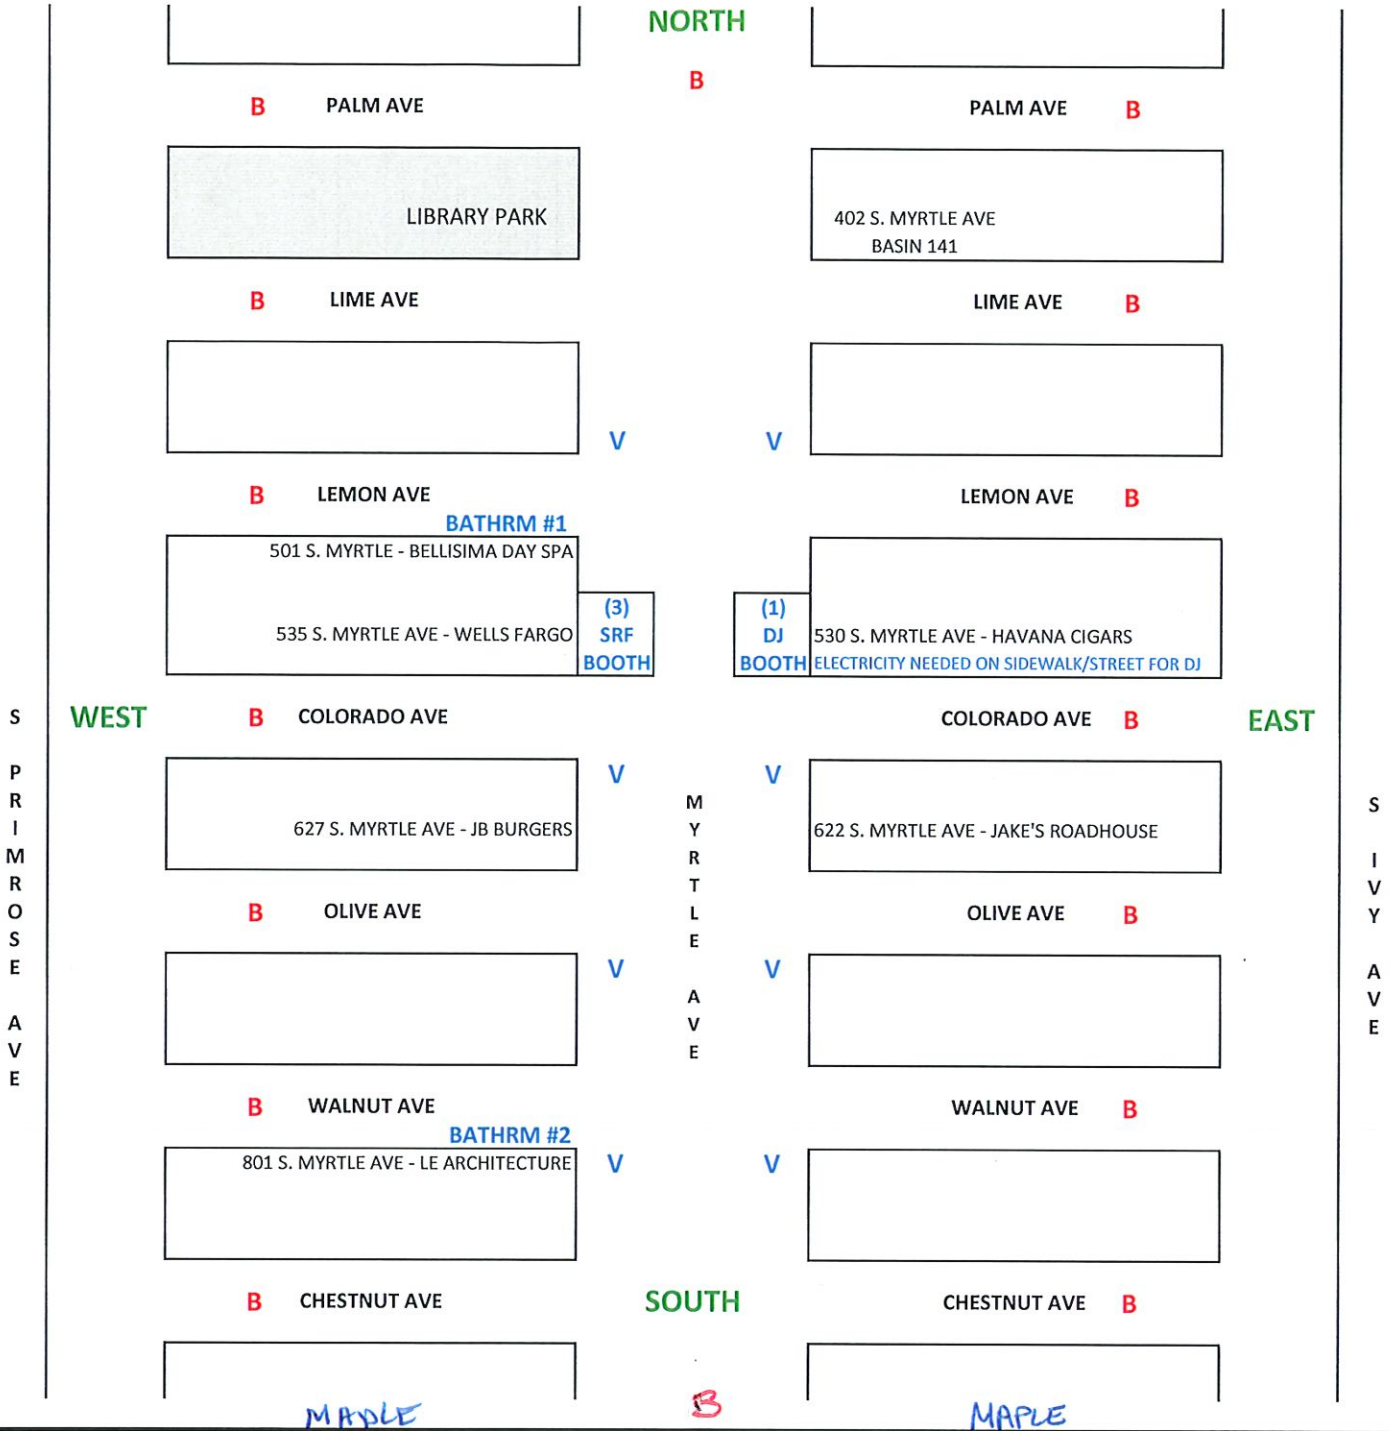 NORTH
B
B PALM AVE
PALM AVE B
LIBRARY PARK
402 S. MYRTLE AVE
BASIN 141
B LIME AVE
LIME AVE B
V
V
B LEMON AVE
LEMON AVE B
BATHRM #1
501 S. MYRTLE - BELLISIMA DAY SPA
535 S. MYRTLE AVE - WELLS FARGO
(3)
SRF
BOOTH
(1)
DJ
BOOTH
530 S. MYRTLE AVE - HAVANA CIGARS
ELECTRICITY NEEDED ON SIDEWALK/STREET FOR DJ
S PRIMROSE AVE
WEST
B COLORADO AVE
COLORADO AVE B
EAST
V
V
MYRTLE AVE
S IVY AVE
627 S. MYRTLE AVE - JB BURGERS
622 S. MYRTLE AVE - JAKE'S ROADHOUSE
B OLIVE AVE
OLIVE AVE B
V
V
B WALNUT AVE
WALNUT AVE B
BATHRM #2
801 S. MYRTLE AVE - LE ARCHITECTURE
V
V
B CHESTNUT AVE
SOUTH
CHESTNUT AVE B
MAPLE
B
MAPLE